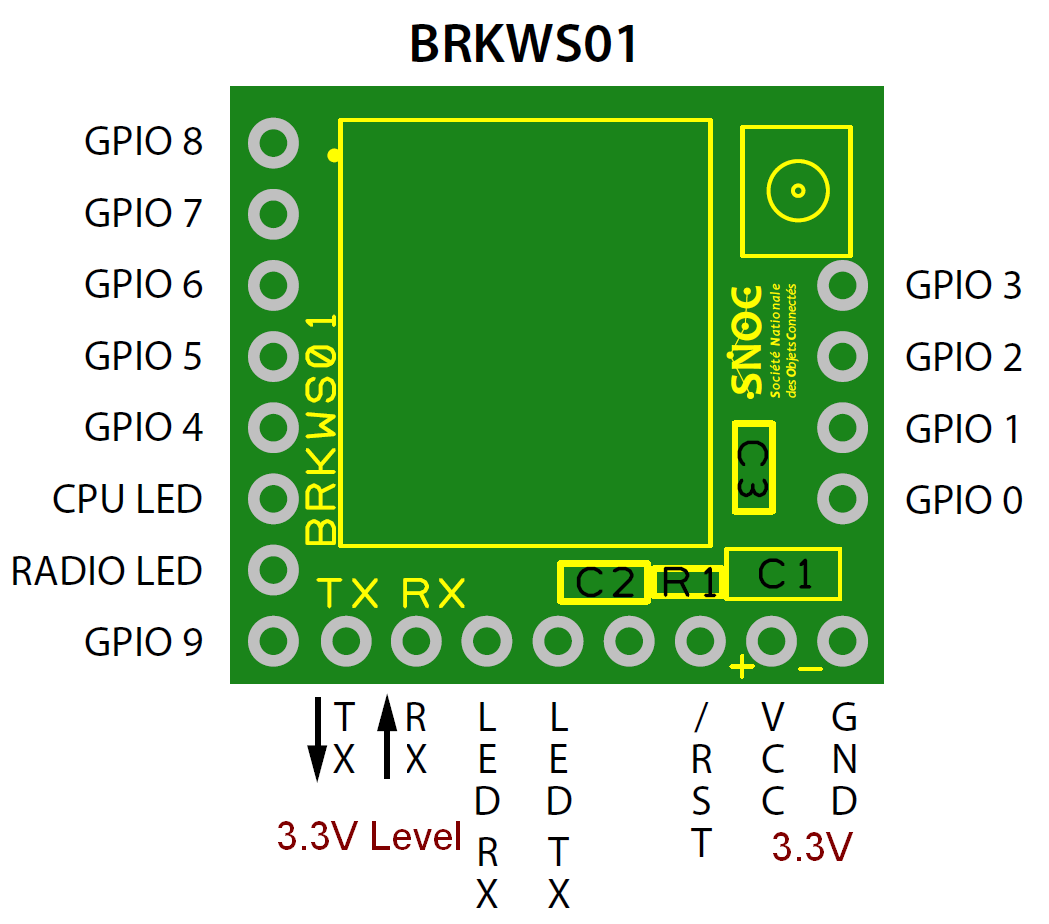 BRKWS01
GPIO 8
GPIO 7
GPIO 6
GPIO 5
GPIO 4
CPU LED
RADIO LED
GPIO 9
BRKWS01
TX RX
SNOC
Société Nationale
des Objets Connectés
C3
C2
R1
C1
+ −
GPIO 3
GPIO 2
GPIO 1
GPIO 0
TX
RX
LED RX
LED TX
/RST
VCC
GND
3.3V Level
3.3V